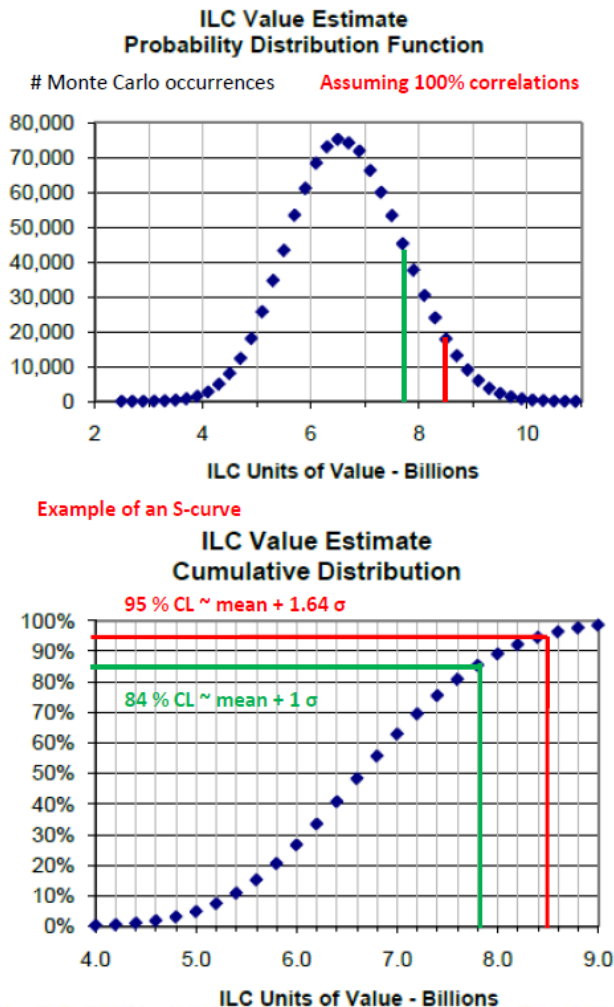 ILC Value Estimate
Probability Distribution Function
# Monte Carlo occurrences Assuming 100% correlations
80,000
70,000
60,000
50,000
40,000
30,000
20,000
10,000
0
2 4 6 8 10
ILC Units of Value - Billions
Example of an S-curve
ILC Value Estimate
Cumulative Distribution
95 % CL ~ mean + 1.64 σ
100%
90%
80%
84 % CL ~ mean + 1 σ
70%
60%
50%
40%
30%
20%
10%
0%
4.0 5.0 6.0 7.0 8.0 9.0
ILC Units of Value - Billions